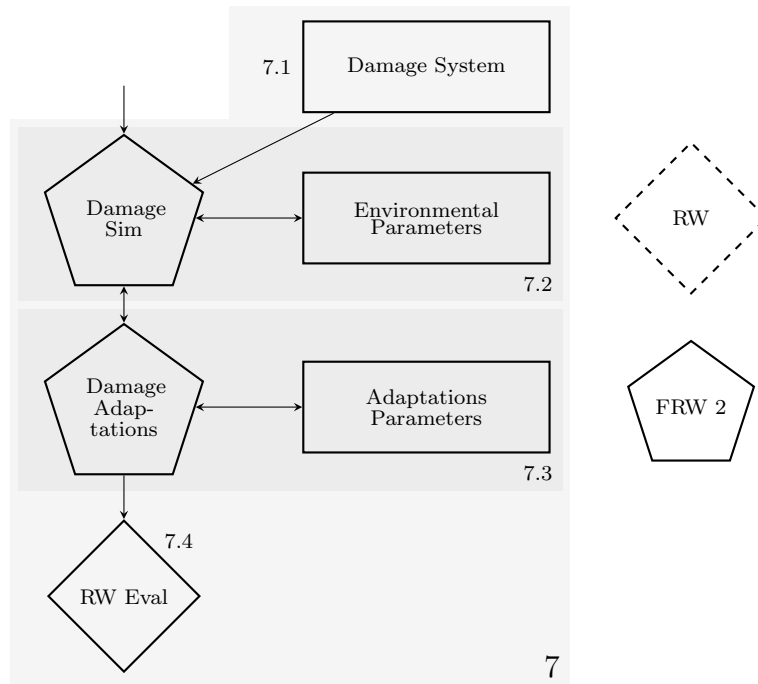 7.1
Damage System
Damage
Sim
Environmental
Parameters
7.2
RW
Damage
Adap-
tations
Adaptations
Parameters
7.3
FRW 2
7.4
RW Eval
7